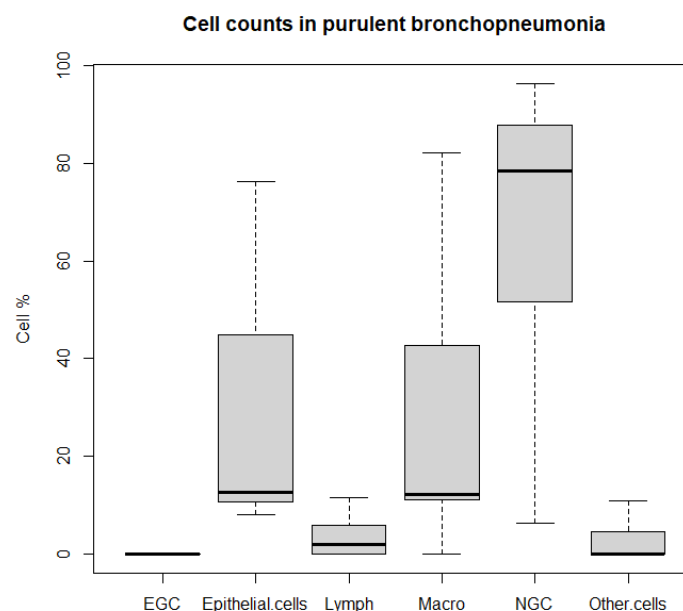 Cell counts in purulent bronchopneumonia
Cell %
100
80
60
40
20
0
EGC Epithelial.cells Lymph Macro NGC Other.cells